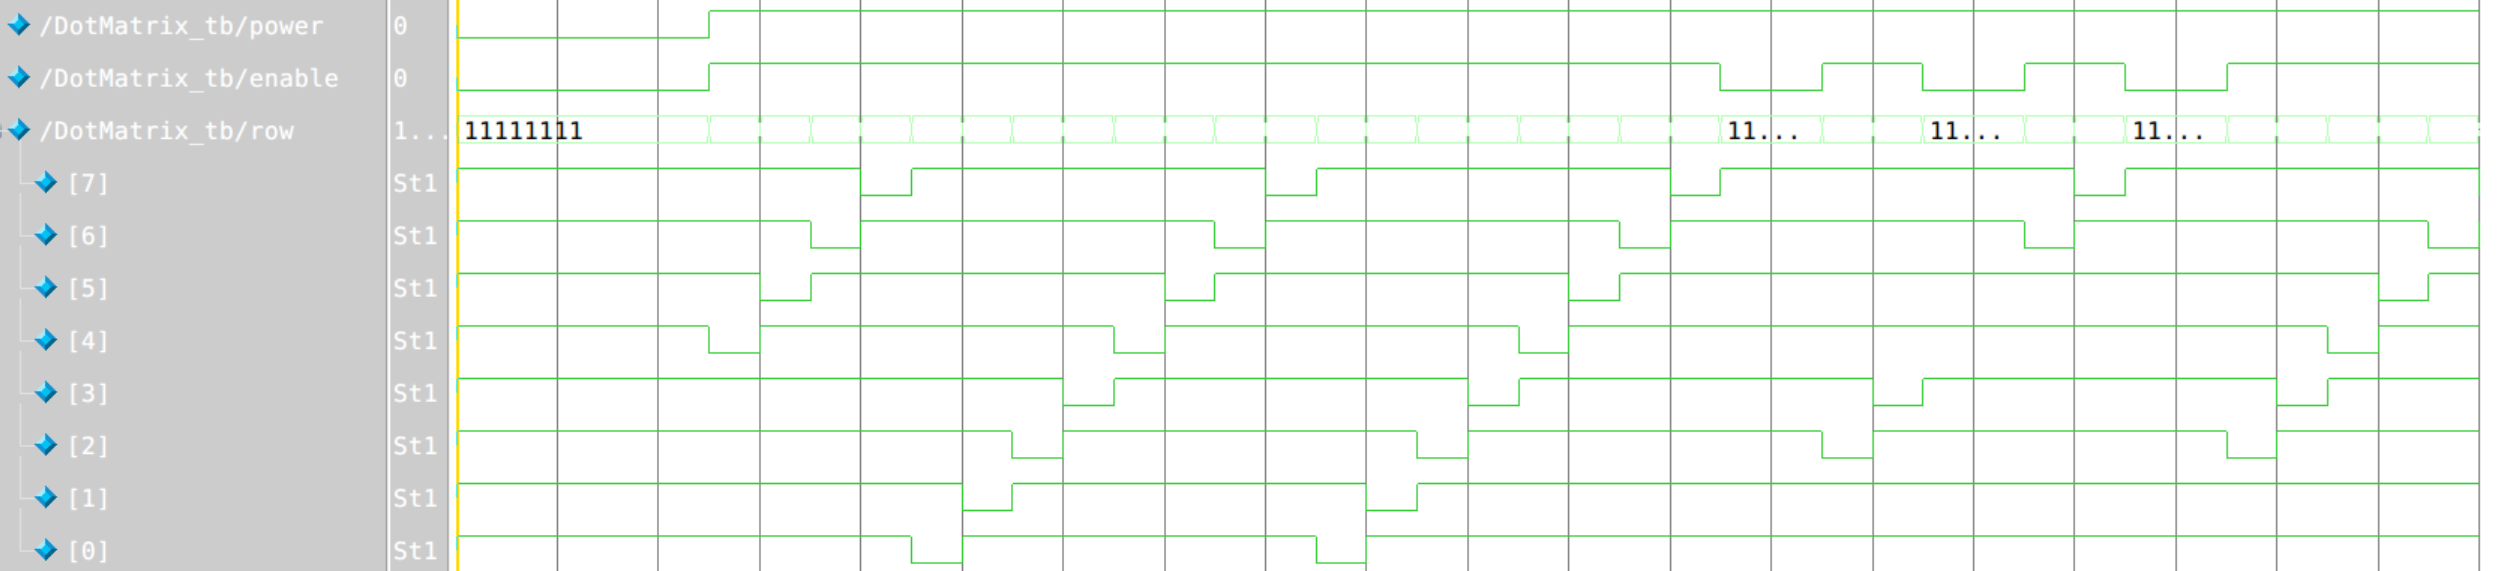 /DotMatrix_tb/power 0
/DotMatrix_tb/enable 0
/DotMatrix_tb/row 1... 11111111 11... 11... 11...
[7] St1
[6] St1
[5] St1
[4] St1
[3] St1
[2] St1
[1] St1
[0] St1